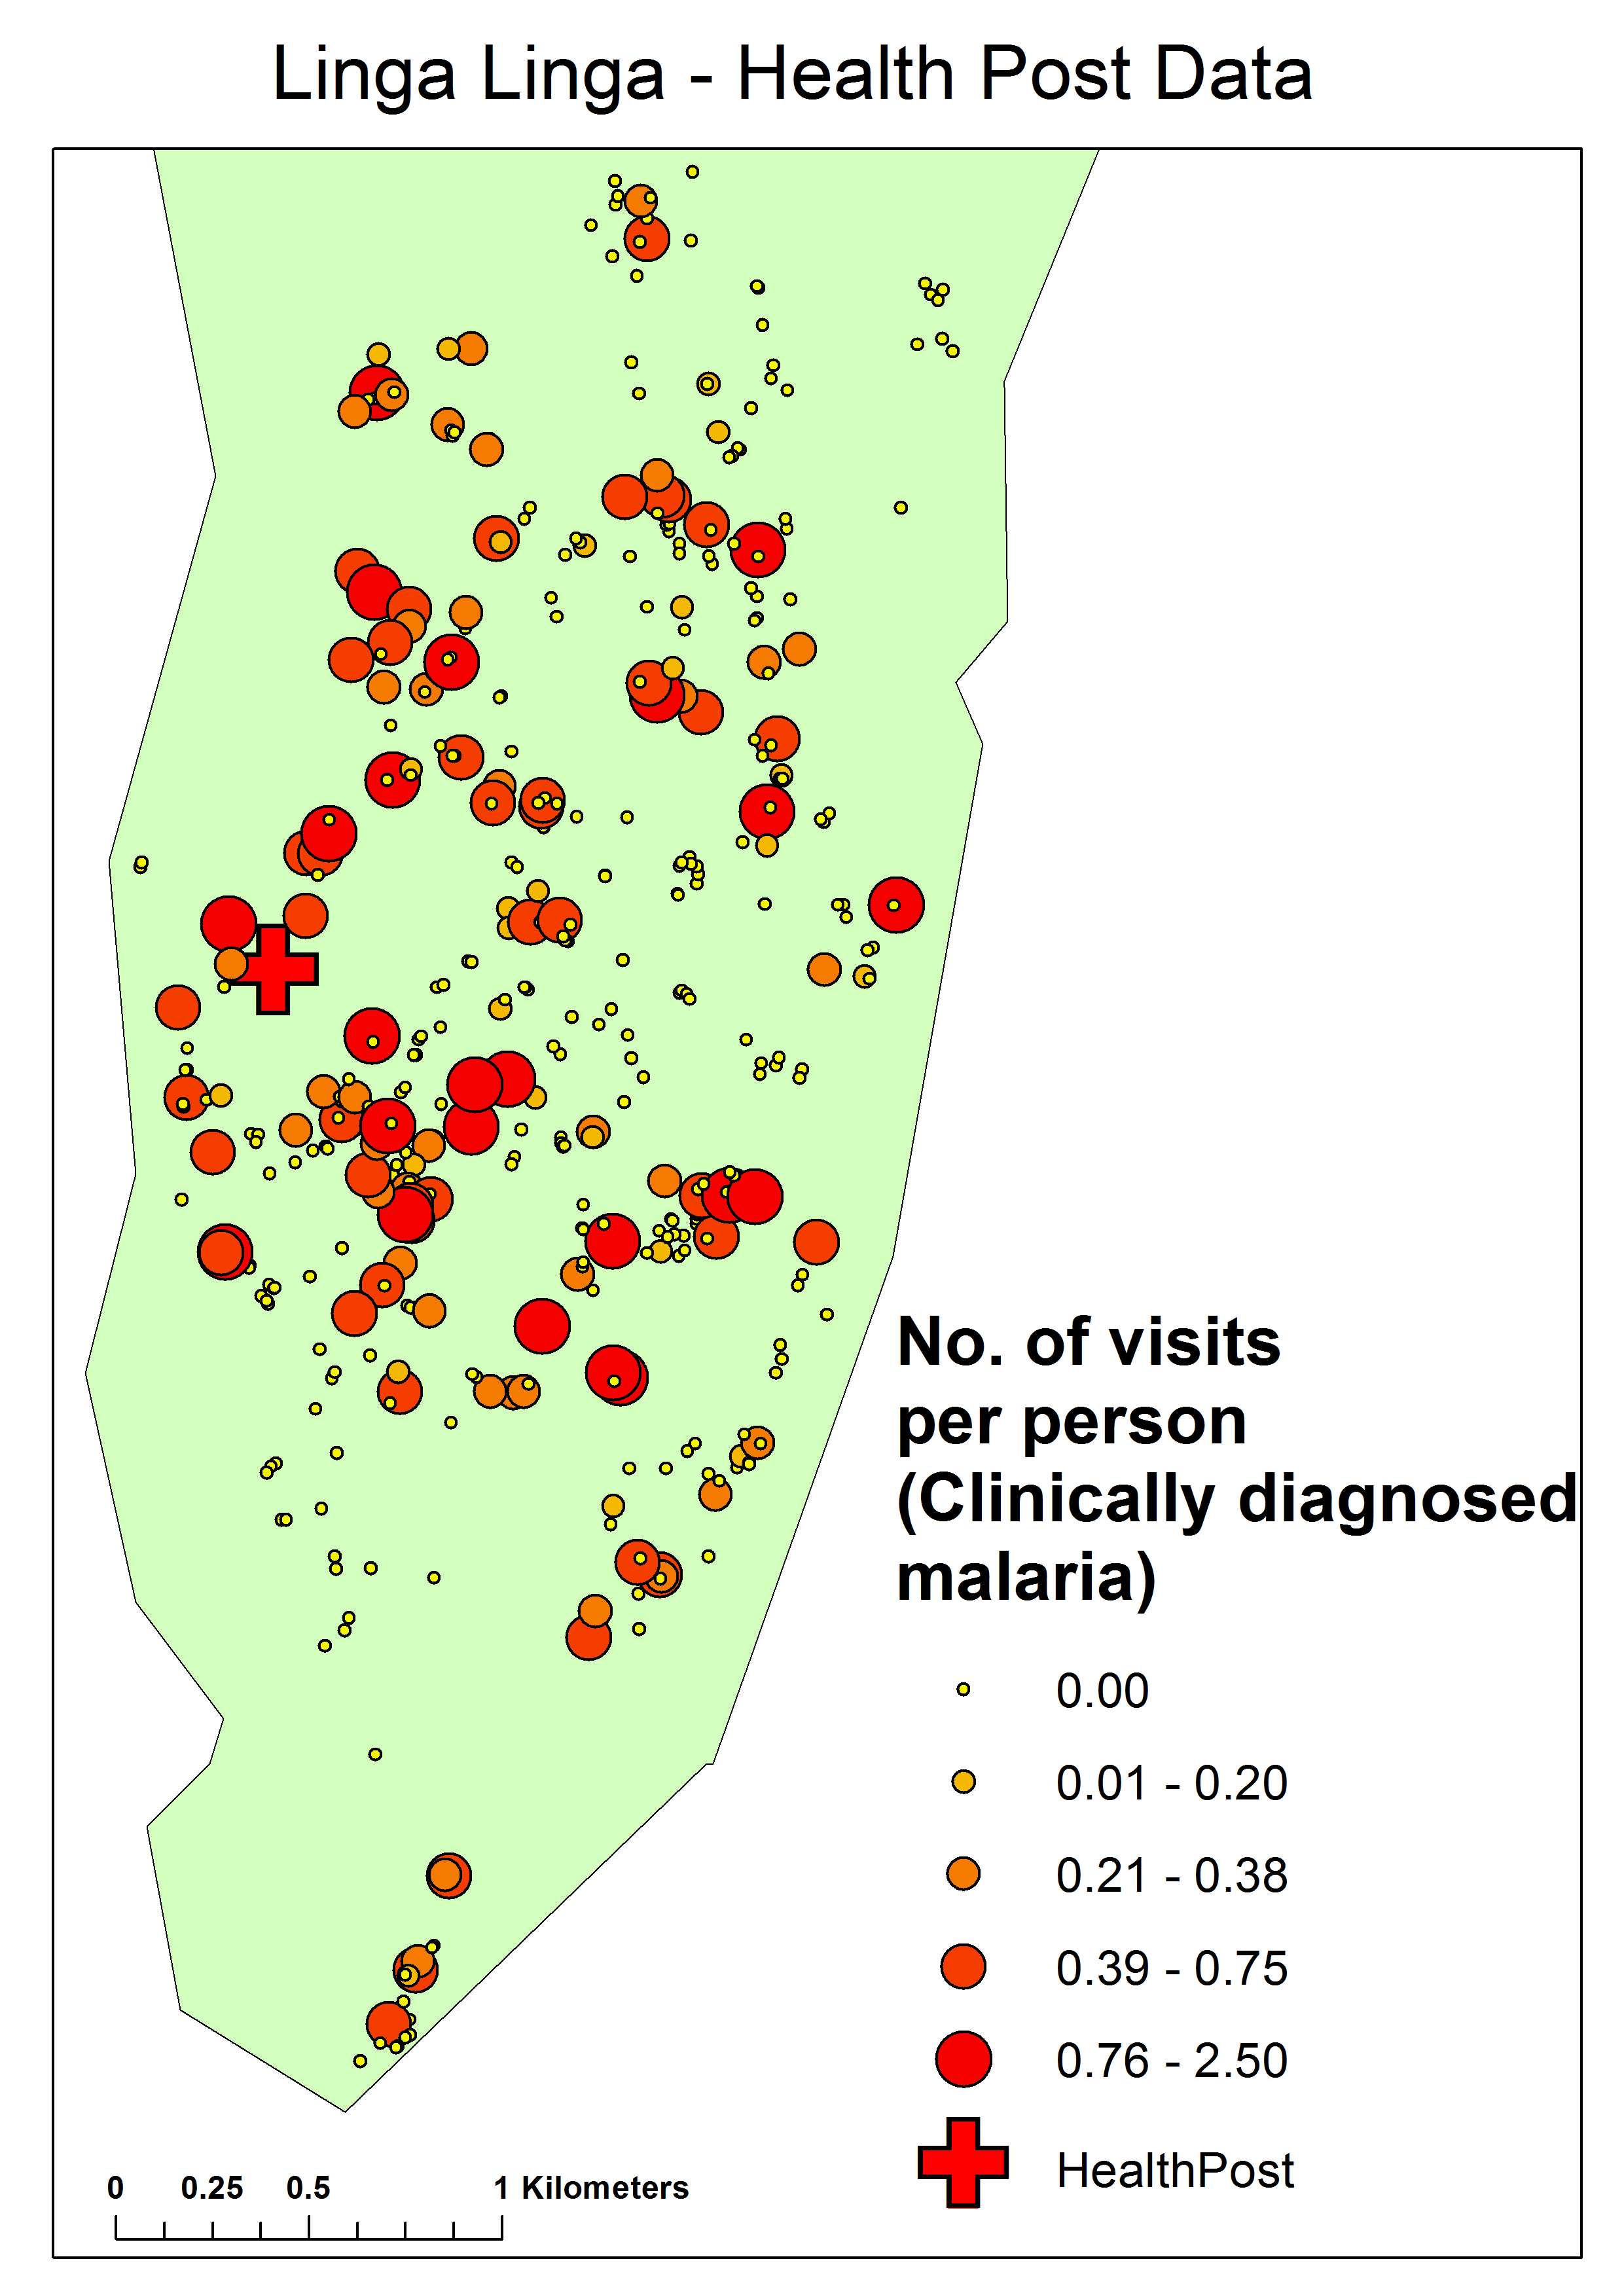 Linga Linga - Health Post Data
No. of visits
per person
(Clinically diagnosed
malaria)
0.00
0.01 - 0.20
0.21 - 0.38
0.39 - 0.75
0.76 - 2.50
HealthPost
0 0.25 0.5 1 Kilometers